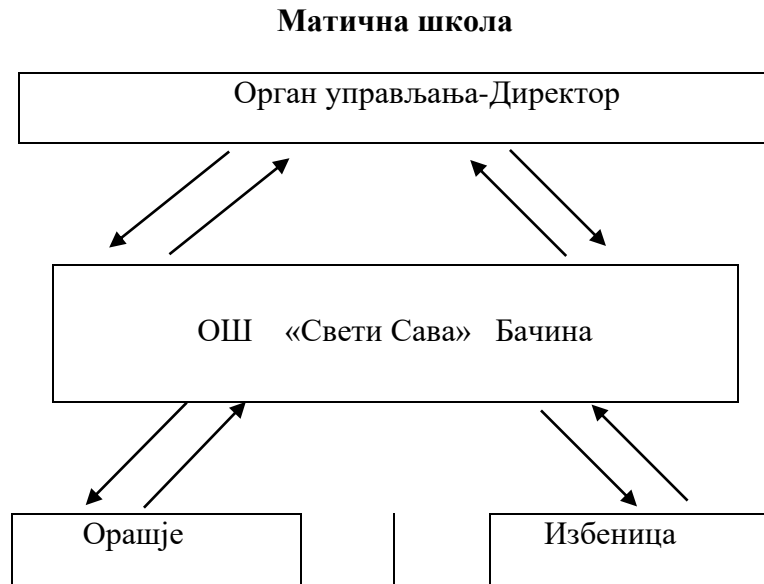 Матична школа
Орган управљања-Директор
ОШ «Свети Сава» Бачина
Орашје Избеница